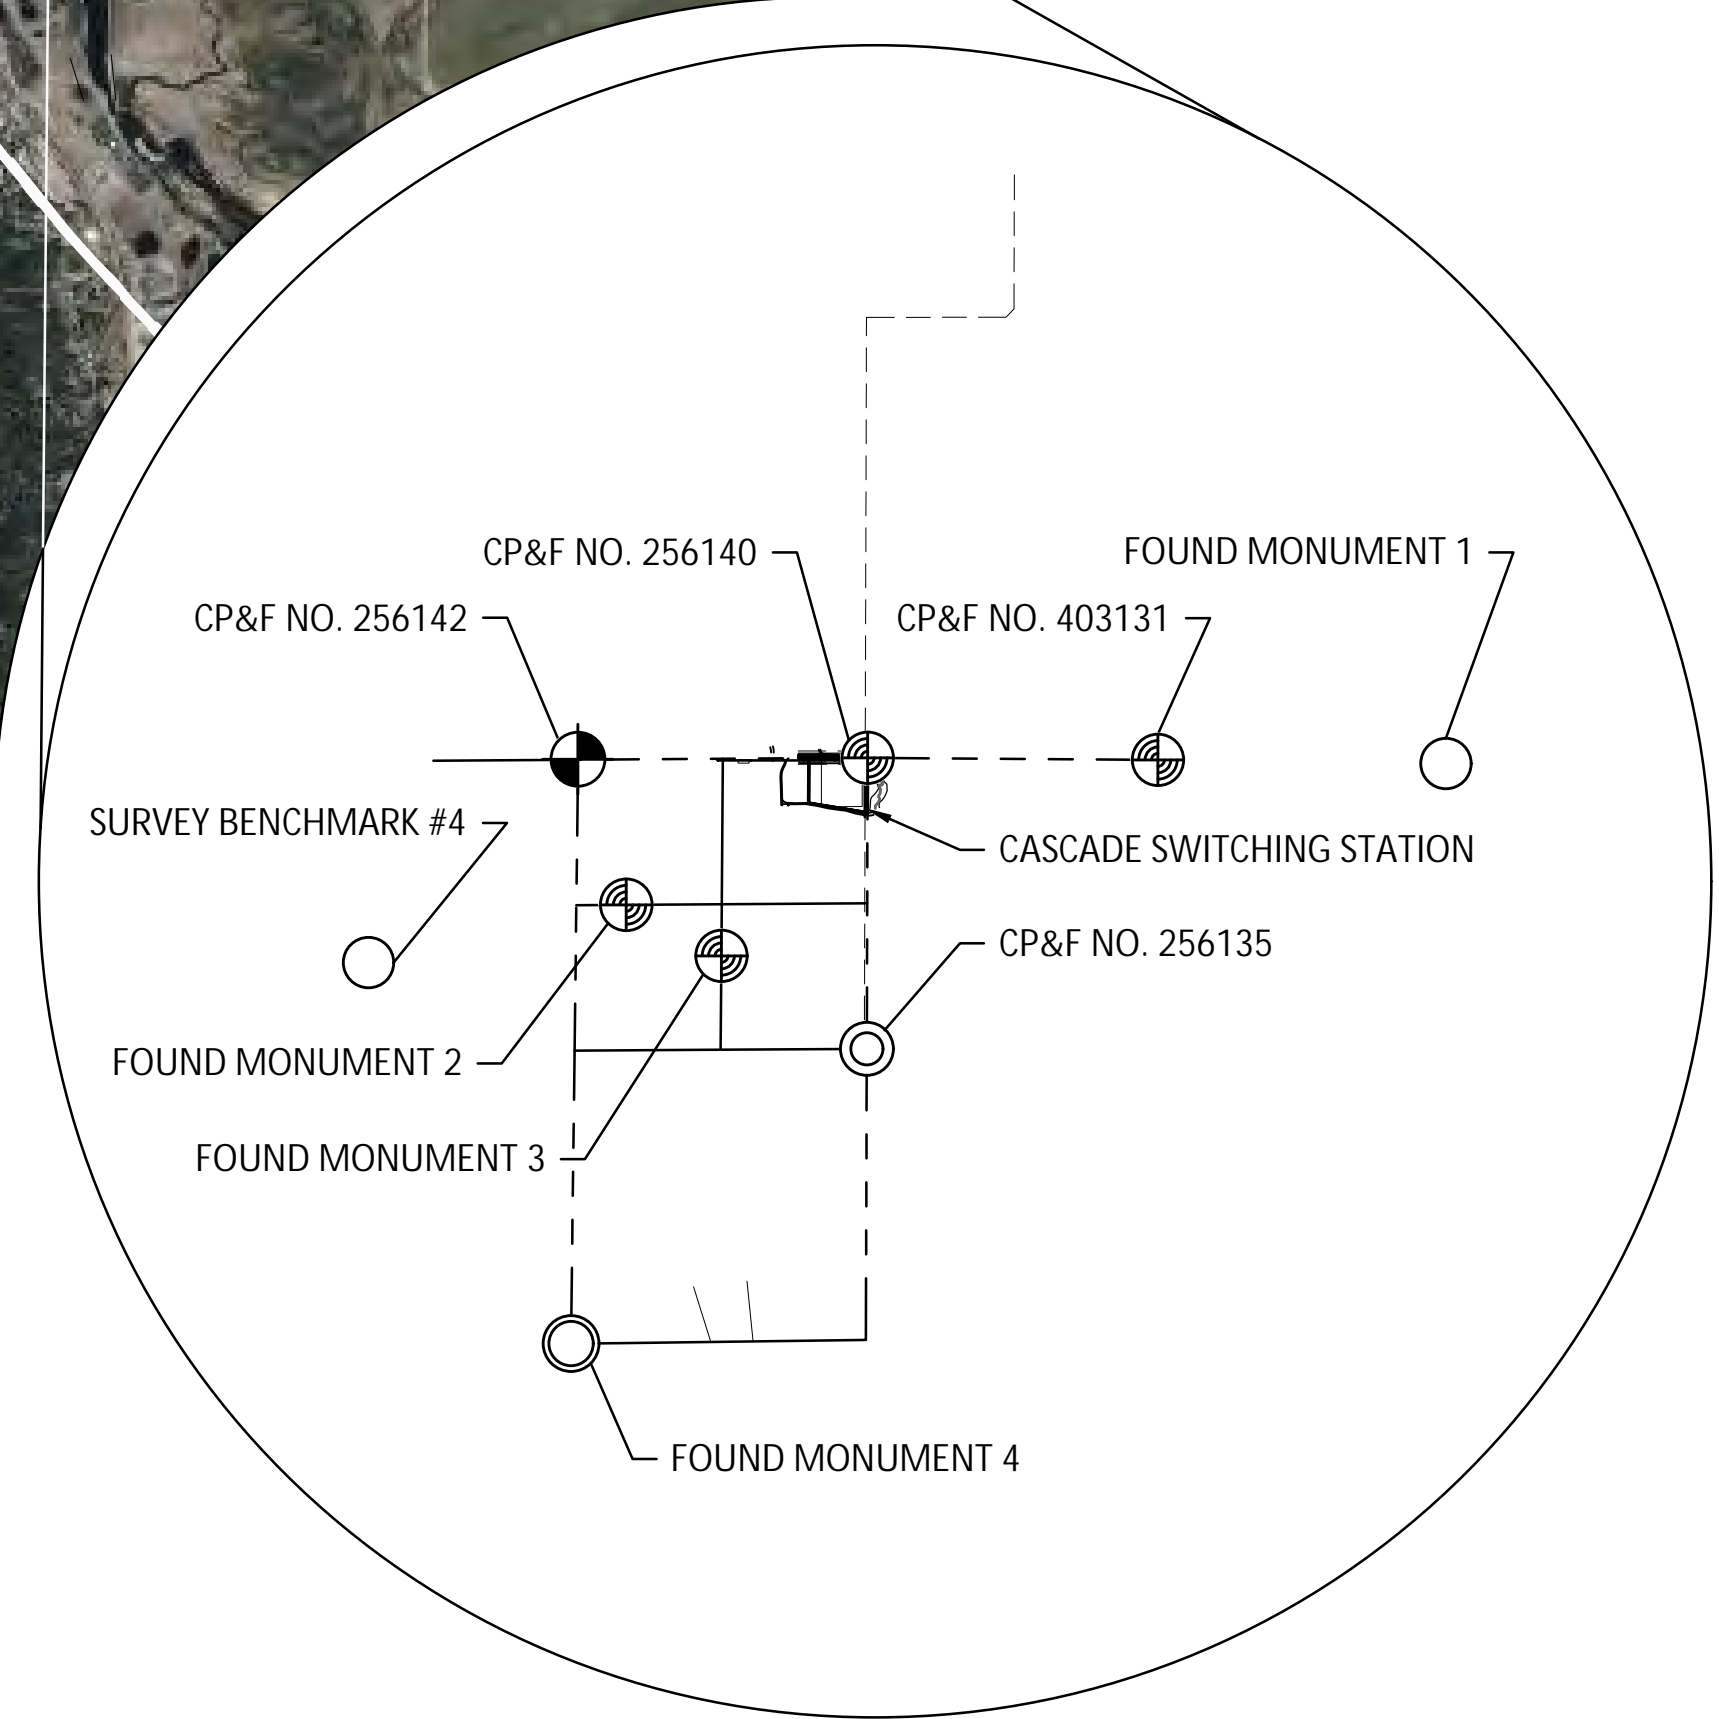 CP&F NO. 256140
FOUND MONUMENT 1
CP&F NO. 256142
CP&F NO. 403131
SURVEY BENCHMARK #4
CASCADE SWITCHING STATION
CP&F NO. 256135
FOUND MONUMENT 2
FOUND MONUMENT 3
FOUND MONUMENT 4